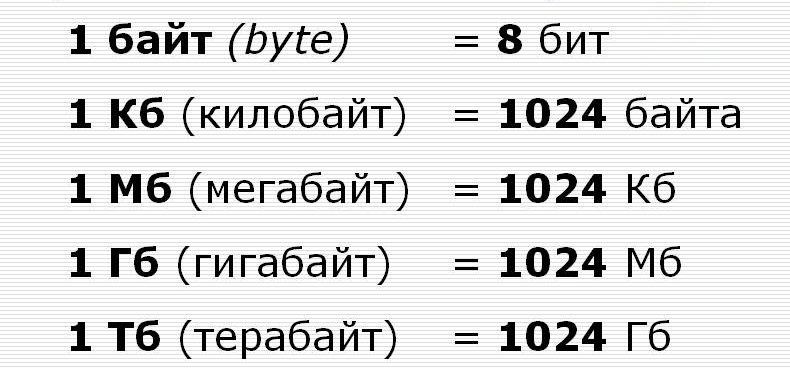 1 байт (byte) = 8 бит
1 Кб (килобайт) = 1024 байта
1 Мб (мегабайт) = 1024 Кб
1 Гб (гигабайт) = 1024 Мб
1 Тб (терабайт) = 1024 Гб